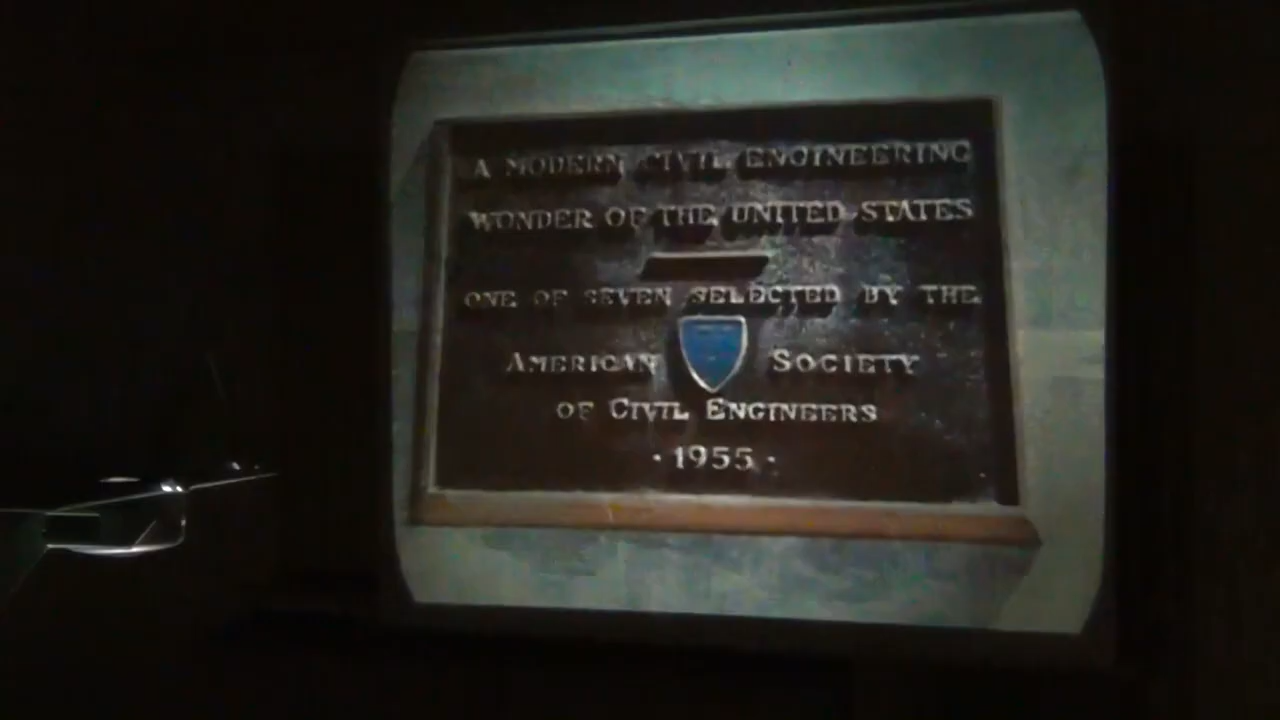 A MODERN CIVIL ENGINEERING
WONDER OF THE UNITED STATES
ONE OF SEVEN SELECTED BY THE
AMERICAN SOCIETY
OF CIVIL ENGINEERS
· 1955 ·